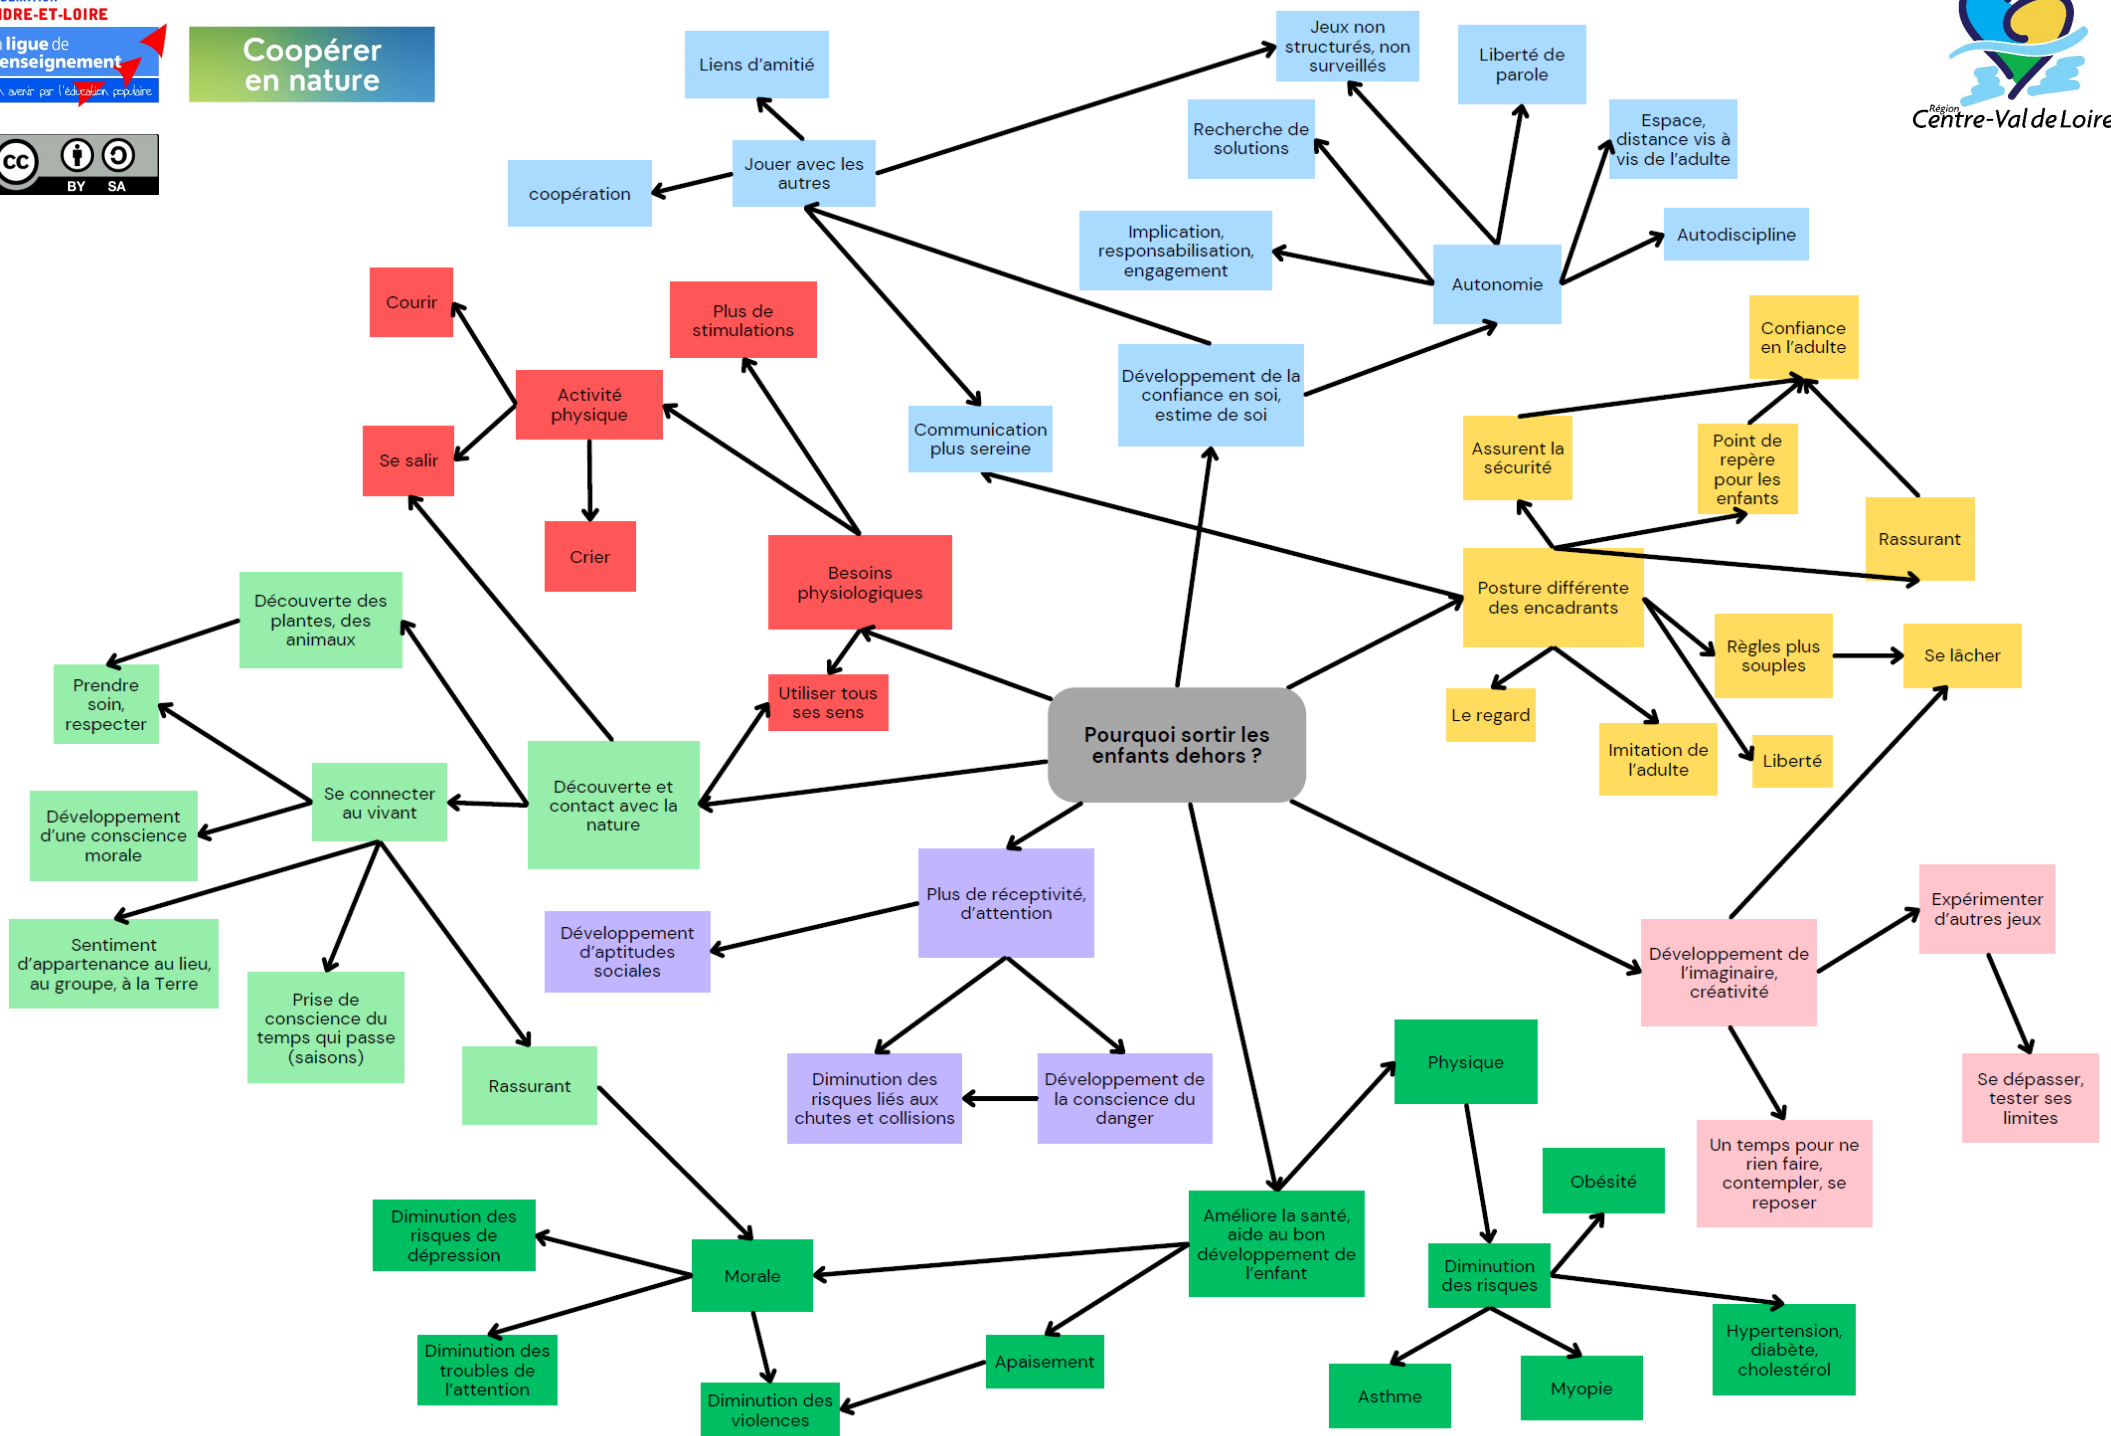 NDRE-ET-LOIRE
ligue de
enseignement
avenir par l'éducation populaire
Coopérer
en nature
cc
BY SA
Région
Centre-Val de Loire
Liens d'amitié
Jeux non
structurés, non
surveillés
Liberté de
parole
Recherche de
solutions
Espace,
distance vis à
vis de l'adulte
Jouer avec les
autres
coopération
Implication,
responsabilisation,
engagement
Autodiscipline
Autonomie
Courir
Plus de
stimulations
Confiance
en l'adulte
Activité
physique
Développement de la
confiance en soi,
estime de soi
Communication
plus sereine
Se salir
Assurent la
sécurité
Point de
repère
pour les
enfants
Rassurant
Crier
Besoins
physiologiques
Posture différente
des encadrants
Découverte des
plantes, des
animaux
Règles plus
souples
Se lâcher
Prendre
soin,
respecter
Utiliser tous
ses sens
Le regard
Imitation de
l'adulte
Liberté
Pourquoi sortir les
enfants dehors ?
Se connecter
au vivant
Découverte et
contact avec la
nature
Développement
d'une conscience
morale
Plus de réceptivité,
d'attention
Expérimenter
d'autres jeux
Développement
d'aptitudes
sociales
Développement de
l'imaginaire,
créativité
Sentiment
d'appartenance au lieu,
au groupe, à la Terre
Prise de
conscience du
temps qui passe
(saisons)
Rassurant
Diminution des
risques liés aux
chutes et collisions
Développement de
la conscience du
danger
Physique
Se dépasser,
tester ses
limites
Un temps pour ne
rien faire,
contempler, se
reposer
Obésité
Améliore la santé,
aide au bon
développement de
l'enfant
Diminution des
risques de
dépression
Morale
Diminution
des risques
Hypertension,
diabète,
cholestérol
Diminution des
troubles de
l'attention
Apaisement
Diminution des
violences
Asthme
Myopie